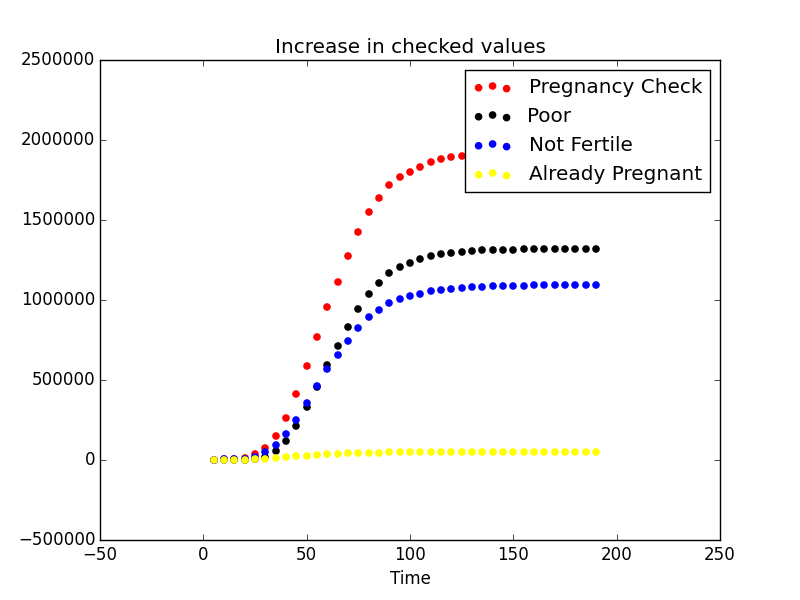 Increase in checked values
2500000
2000000
1500000
1000000
500000
0
−500000
−50
0
50
100
150
200
250
Time
Pregnancy Check
Poor
Not Fertile
Already Pregnant